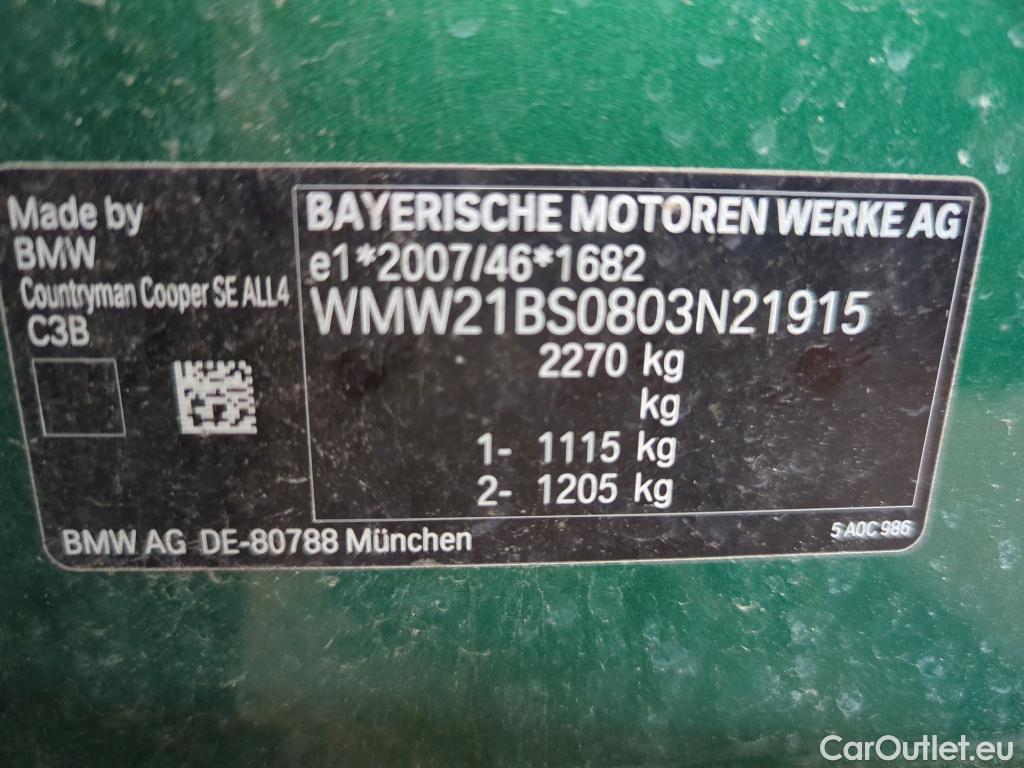 Made by
BMW
Countryman Cooper SE ALL4
C3B
BAYERISCHE MOTOREN WERKE AG
e1*2007/46*1682
WMW21BS0803N21915
2270 kg
kg
1- 1115 kg
2- 1205 kg
BMW AG DE-80788 München
5 A0C 986
CarOutlet.eu